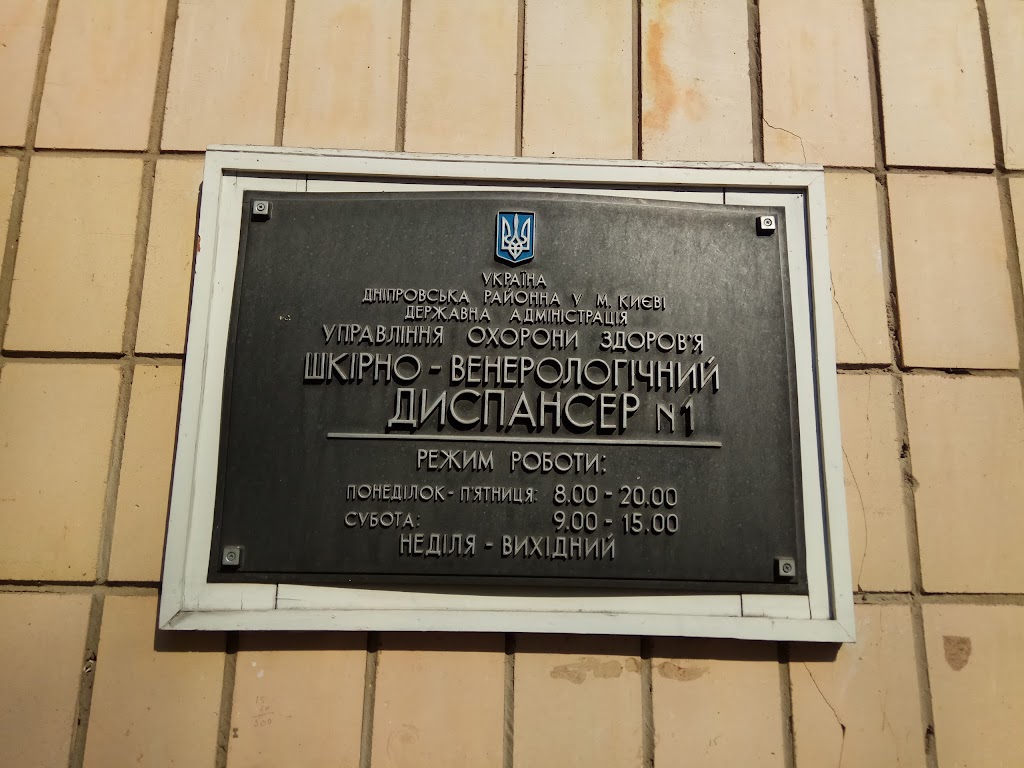 УКРАЇНА
ДНІПРОВСЬКА РАЙОННА У М. КИЄВІ
ДЕРЖАВНА АДМІНІСТРАЦІЯ
УПРАВЛІННЯ ОХОРОНИ ЗДОРОВ'Я
ШКІРНО - ВЕНЕРОЛОГІЧНИЙ
ДИСПАНСЕР N1
РЕЖИМ РОБОТИ:
ПОНЕДІЛОК - П'ЯТНИЦЯ: 8.00 - 20.00
СУБОТА: 9.00 - 15.00
НЕДІЛЯ - ВИХІДНИЙ